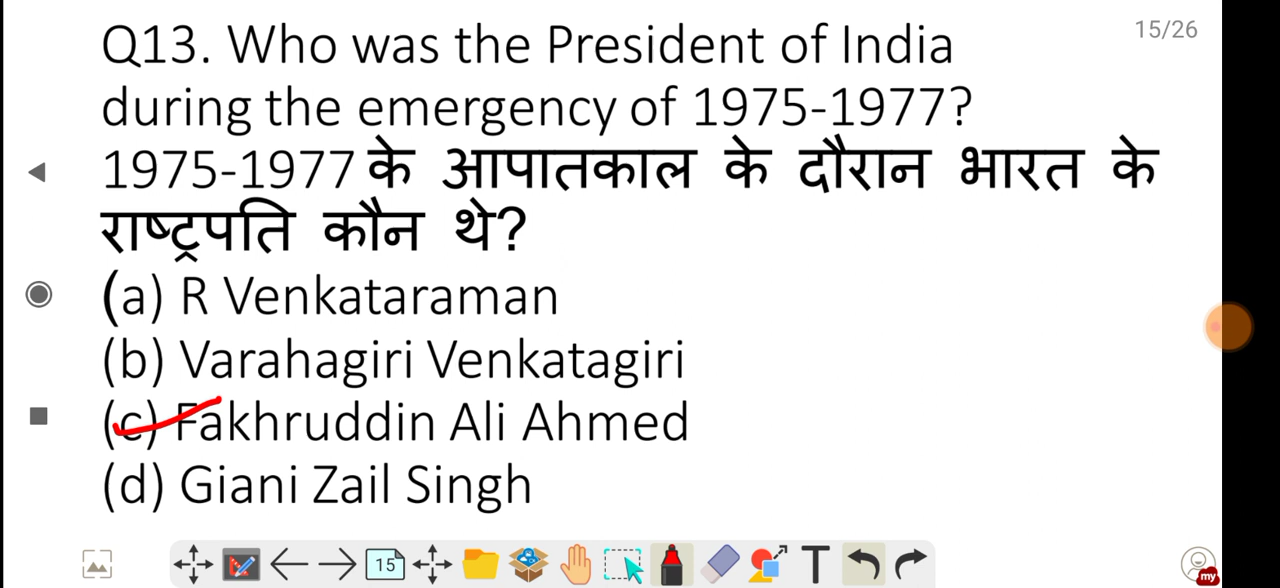 15/26
Q13. Who was the President of India
during the emergency of 1975-1977?
1975-1977 के आपातकाल के दौरान भारत के
राष्ट्रपति कौन थे?
(a) R Venkataraman
(b) Varahagiri Venkatagiri
(c) Fakhruddin Ali Ahmed
(d) Giani Zail Singh
15
T
my